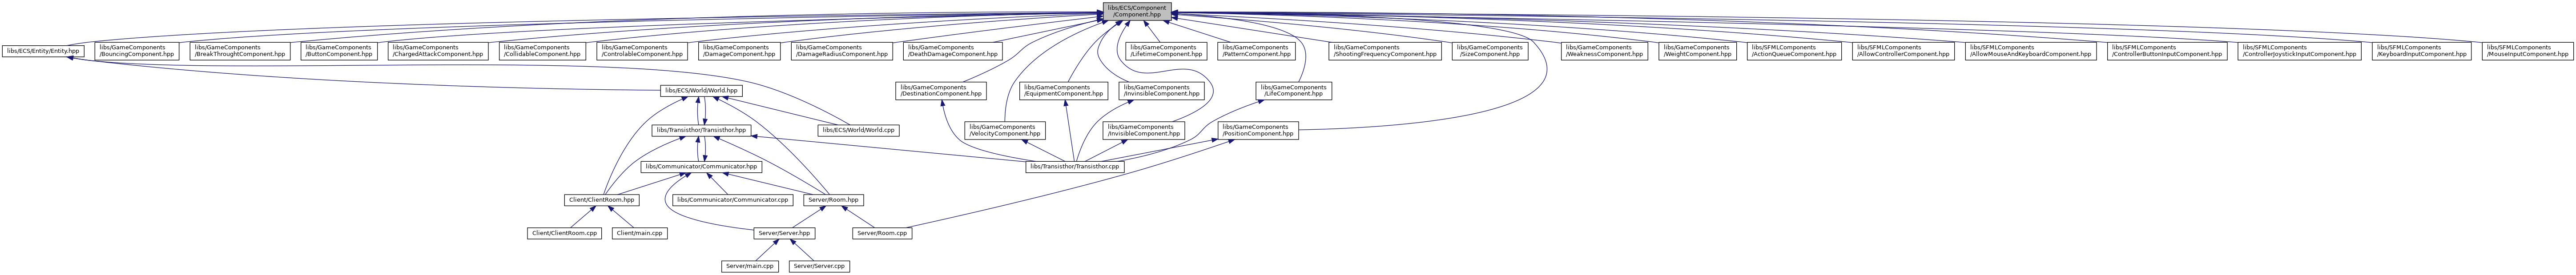 libs/ECS/Component
/Component.hpp
libs/ECS/Entity/Entity.hpp
libs/GameComponents
/BouncingComponent.hpp
libs/GameComponents
/BreakThroughtComponent.hpp
libs/GameComponents
/ButtonComponent.hpp
libs/GameComponents
/ChargedAttackComponent.hpp
libs/GameComponents
/CollidableComponent.hpp
libs/GameComponents
/ControlableComponent.hpp
libs/GameComponents
/DamageComponent.hpp
libs/GameComponents
/DamageRadiusComponent.hpp
libs/GameComponents
/DeathDamageComponent.hpp
libs/GameComponents
/LifetimeComponent.hpp
libs/GameComponents
/PatternComponent.hpp
libs/GameComponents
/ShootingFrequencyComponent.hpp
libs/GameComponents
/SizeComponent.hpp
libs/GameComponents
/WeaknessComponent.hpp
libs/GameComponents
/WeightComponent.hpp
libs/SFMLComponents
/ActionQueueComponent.hpp
libs/SFMLComponents
/AllowControllerComponent.hpp
libs/SFMLComponents
/AllowMouseAndKeyboardComponent.hpp
libs/SFMLComponents
/ControllerButtonInputComponent.hpp
libs/SFMLComponents
/ControllerJoystickInputComponent.hpp
libs/SFMLComponents
/KeyboardInputComponent.hpp
libs/SFMLComponents
/MouseInputComponent.hpp
libs/ECS/World/World.hpp
libs/GameComponents
/DestinationComponent.hpp
libs/GameComponents
/EquipmentComponent.hpp
libs/GameComponents
/InvinsibleComponent.hpp
libs/GameComponents
/LifeComponent.hpp
libs/Transisthor/Transisthor.hpp
libs/ECS/World/World.cpp
libs/GameComponents
/VelocityComponent.hpp
libs/GameComponents
/InvisibleComponent.hpp
libs/GameComponents
/PositionComponent.hpp
libs/Communicator/Communicator.hpp
libs/Transisthor/Transisthor.cpp
Client/ClientRoom.hpp
libs/Communicator/Communicator.cpp
Server/Room.hpp
Client/ClientRoom.cpp
Client/main.cpp
Server/Server.hpp
Server/Room.cpp
Server/main.cpp
Server/Server.cpp